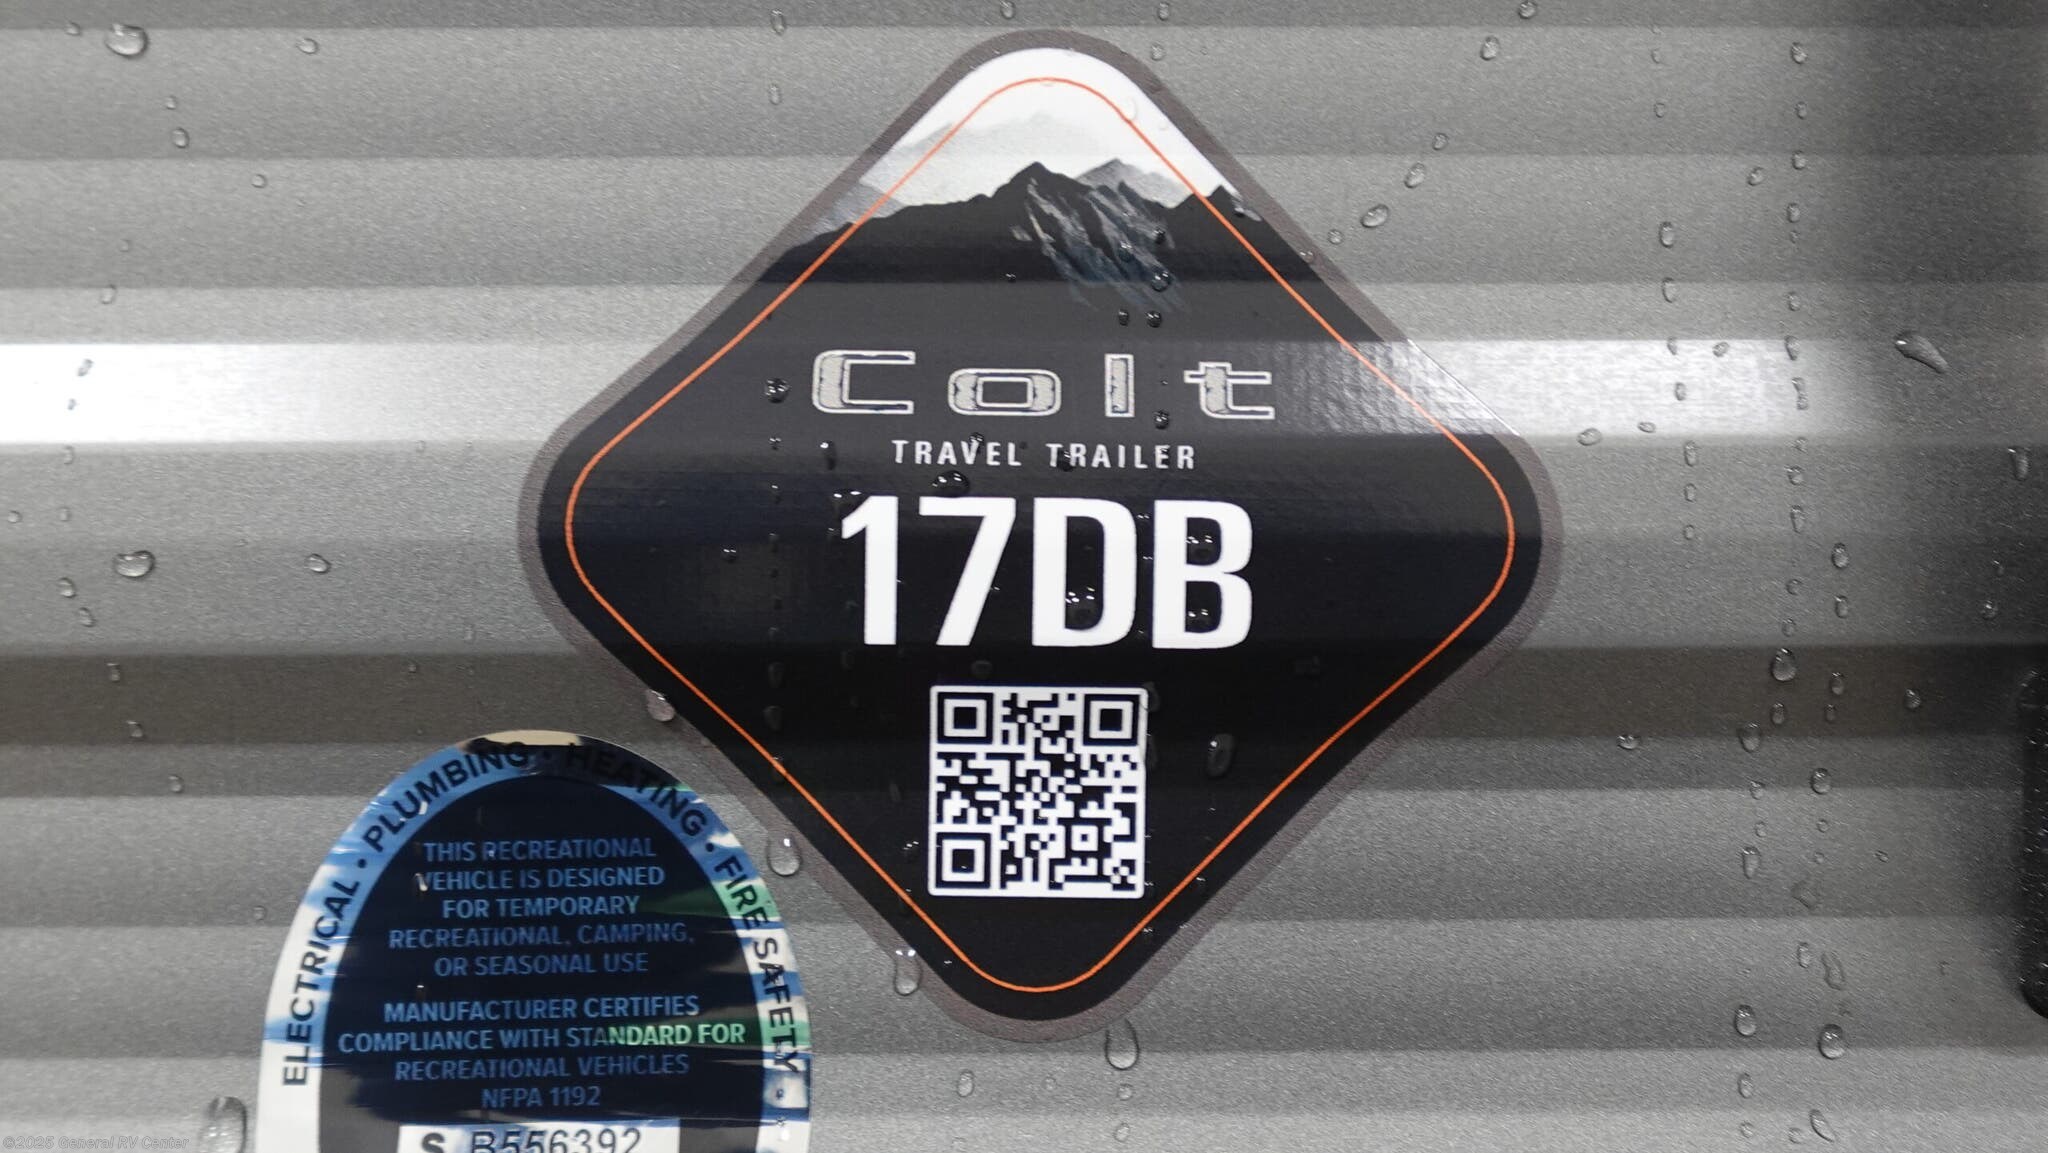 Colt
TRAVEL TRAILER
17DB
ELECTRICAL • PLUMBING • HEATING • FIRE SAFETY
THIS RECREATIONAL
VEHICLE IS DESIGNED
FOR TEMPORARY
RECREATIONAL, CAMPING,
OR SEASONAL USE
MANUFACTURER CERTIFIES
COMPLIANCE WITH STANDARD FOR
RECREATIONAL VEHICLES
NFPA 1192
S B556392
©2025 General RV Center